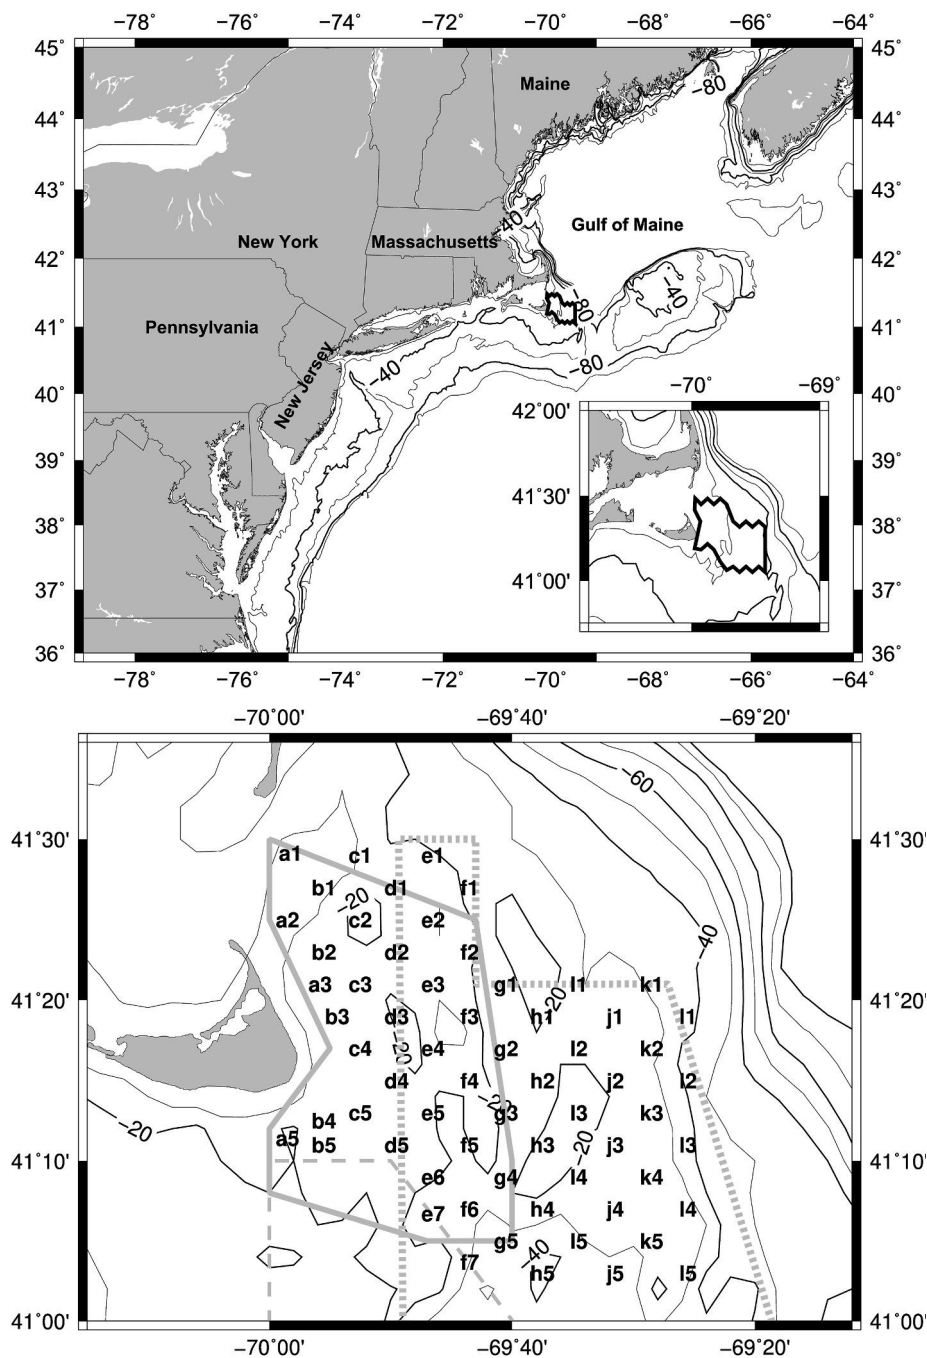 −78 −76 −74 −72 −70 −68 −66 −64
45˚ 45˚
Maine −80
44˚ 44˚
43˚ 43˚
−40 Gulf of Maine
New York Massachusetts
42˚ 42˚
−40
−80
41˚ 41˚
Pennsylvania
−40 −80
New Jersey
−70 −69
40˚ 40˚
42˚00'
39˚ 39˚
41˚30'
38˚ 38˚
41˚00'
37˚ 37˚
36˚ 36˚
−78 −76 −74 −72 −70 −68 −66 −64
−70˚00' −69˚40' −69˚20'
−60
41˚30' 41˚30'
a1 c1 e1
b1 d1 f1
−20
a2 c2 e2
−40
b2 d2 f2
a3 c3 e3 g1 l1 k1
−20
41˚20' 41˚20'
b3 d3 f3 h1 j1 l1
−20
c4 e4 g2 l2 k2
d4 f4 h2 j2 l2
−20
c5 e5 g3 l3 k3
b4
−20
a5 b5 d5 f5 h3 j3 l3
−20
41˚10' 41˚10'
e6 g4 l4 k4
e7 f6 h4 j4 l4
g5 l5 k5
−40
f7 h5 j5 l5
41˚00' 41˚00'
−70˚00' −69˚40' −69˚20'